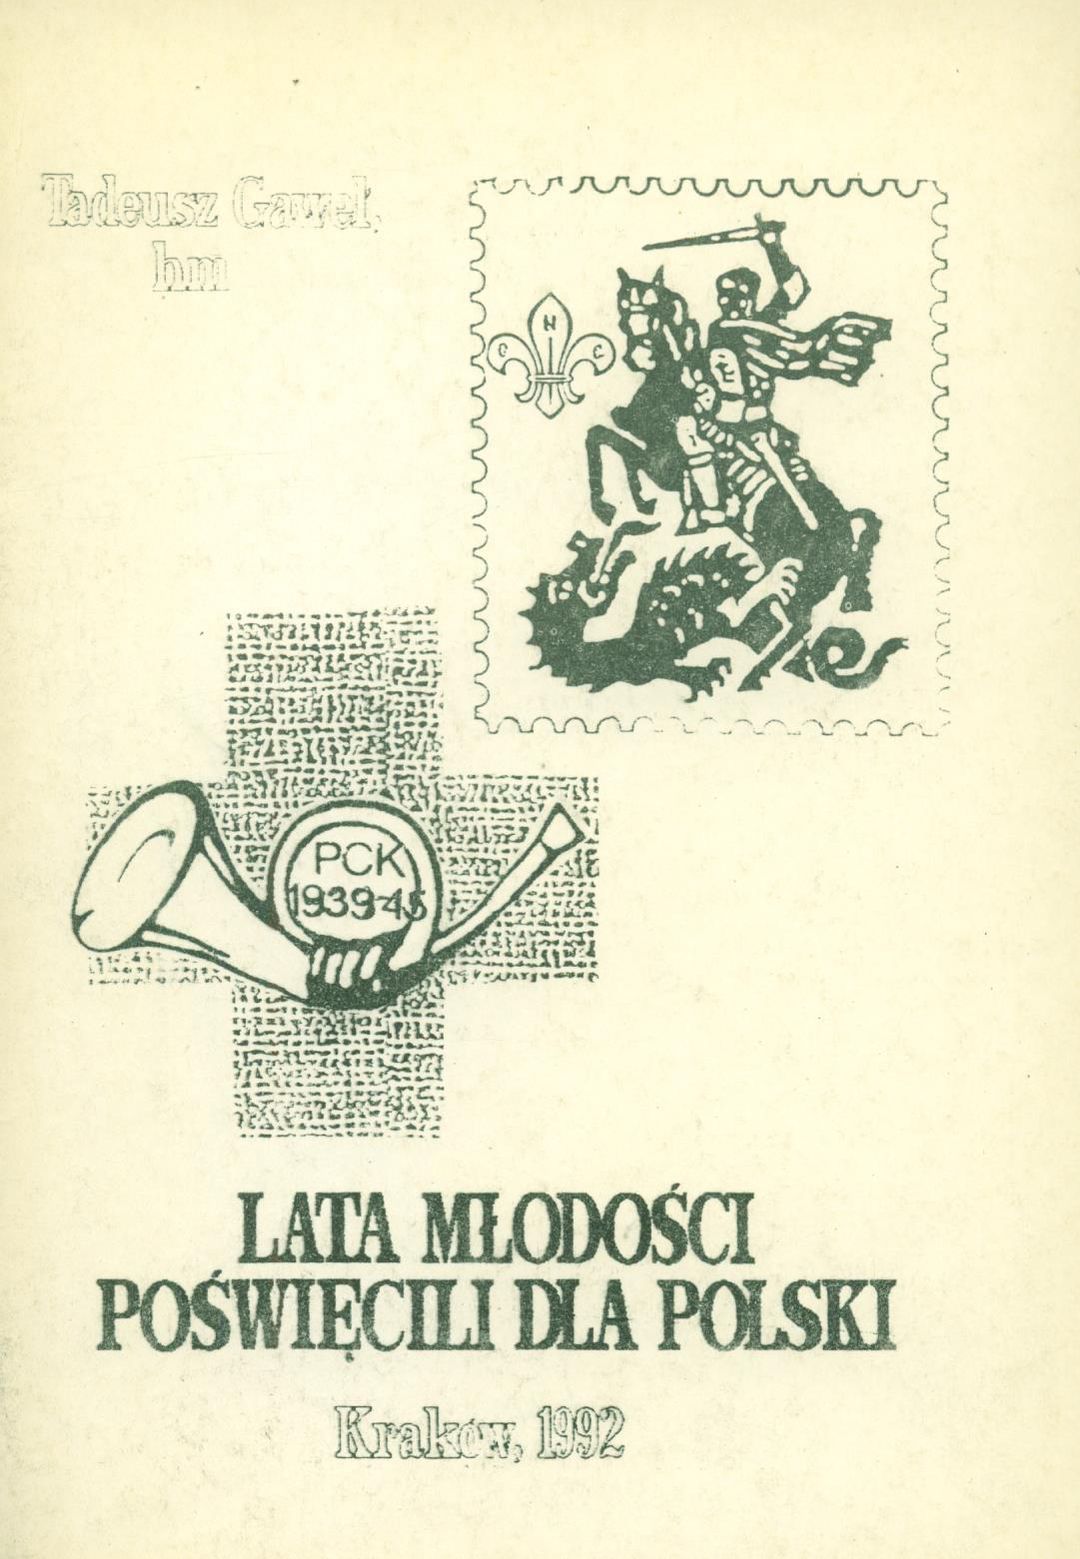 Tadeusz Gaweł,
hm
O N C
PCK
1939-45
LATA MŁODOŚCI
POŚWIĘCILI DLA POLSKI
Kraków, 1992